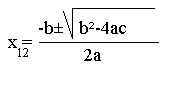 x₁₂ = -b±√b²-4ac
2a